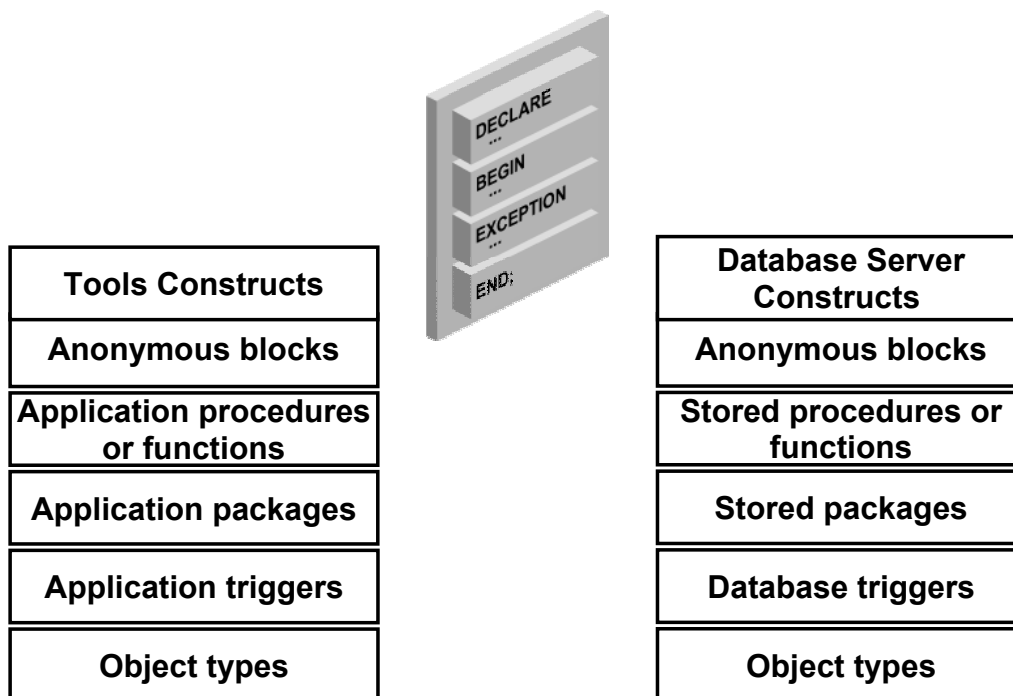 DECLARE
...
BEGIN
...
EXCEPTION
...
END;
Tools Constructs
Anonymous blocks
Application procedures
or functions
Application packages
Application triggers
Object types
Database Server
Constructs
Anonymous blocks
Stored procedures or
functions
Stored packages
Database triggers
Object types